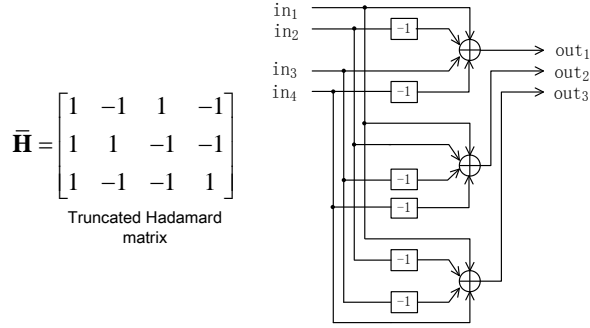 H̄ = [1 -1 1 -1
1 1 -1 -1
1 -1 -1 1]
Truncated Hadamard
matrix
in₁
in₂
in₃
in₄
-1
-1
-1
-1
-1
-1
out₁
out₂
out₃